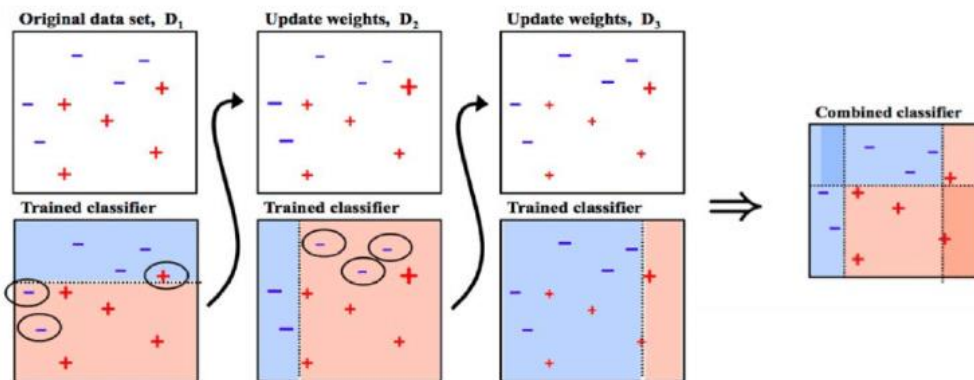 Original data set, D1
Update weights, D2
Update weights, D3
Combined classifier
Trained classifier
Trained classifier
Trained classifier